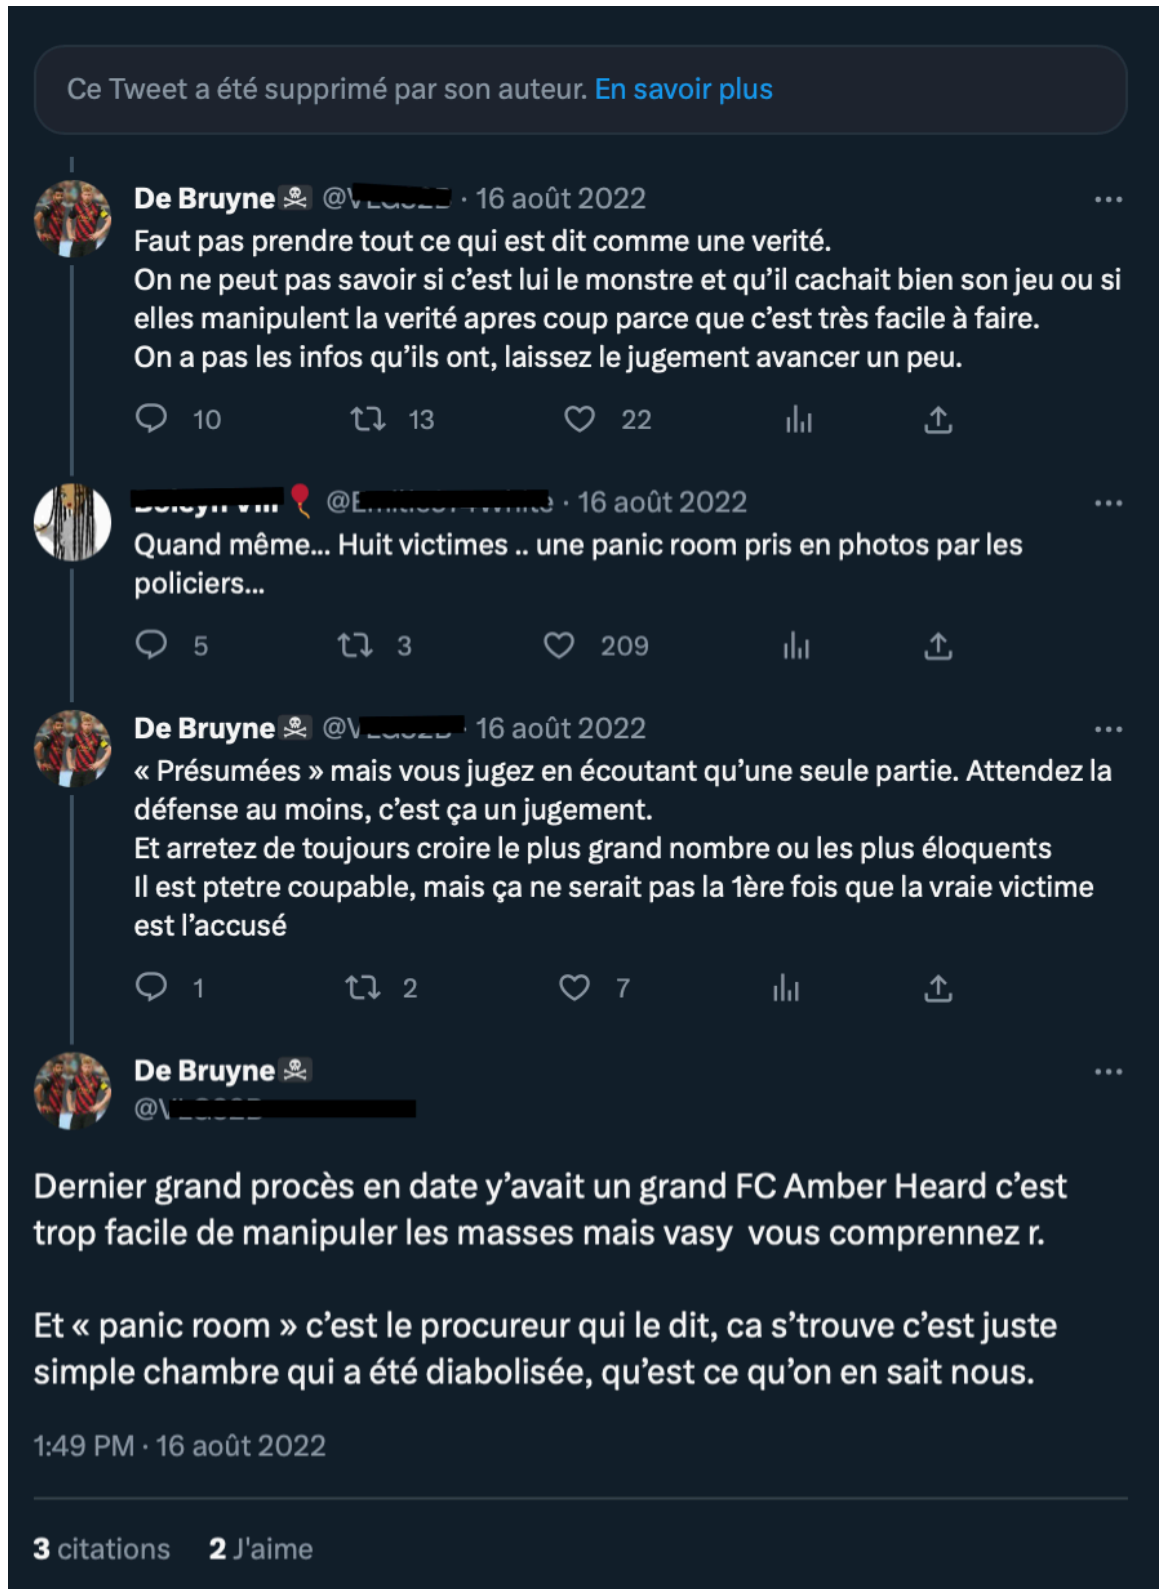 Ce Tweet a été supprimé par son auteur. En savoir plus
De Bruyne · 16 août 2022
Faut pas prendre tout ce qui est dit comme une verité.
On ne peut pas savoir si c’est lui le monstre et qu’il cachait bien son jeu ou si
elles manipulent la verité apres coup parce que c’est très facile à faire.
On a pas les infos qu’ils ont, laissez le jugement avancer un peu.
10 13 22
· 16 août 2022
Quand même... Huit victimes .. une panic room pris en photos par les
policiers...
5 3 209
De Bruyne · 16 août 2022
« Présumées » mais vous jugez en écoutant qu’une seule partie. Attendez la
défense au moins, c’est ça un jugement.
Et arretez de toujours croire le plus grand nombre ou les plus éloquents
Il est ptetre coupable, mais ça ne serait pas la 1ère fois que la vraie victime
est l’accusé
1 2 7
De Bruyne
Dernier grand procès en date y’avait un grand FC Amber Heard c’est
trop facile de manipuler les masses mais vasy vous comprennez r.
Et « panic room » c’est le procureur qui le dit, ca s’trouve c’est juste
simple chambre qui a été diabolisée, qu’est ce qu’on en sait nous.
1:49 PM · 16 août 2022
3 citations 2 J'aime